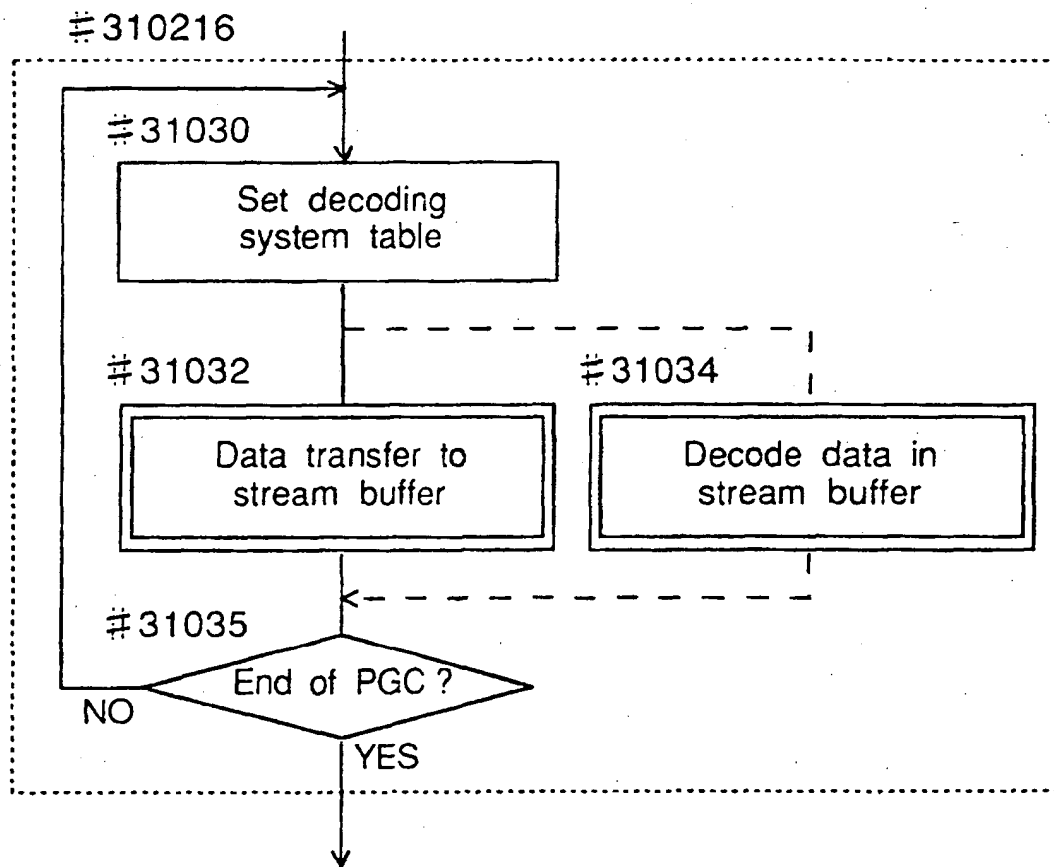 #310216
#31030
Set decoding
system table
#31032
#31034
Data transfer to
stream buffer
Decode data in
stream buffer
#31035
End of PGC?
NO
YES